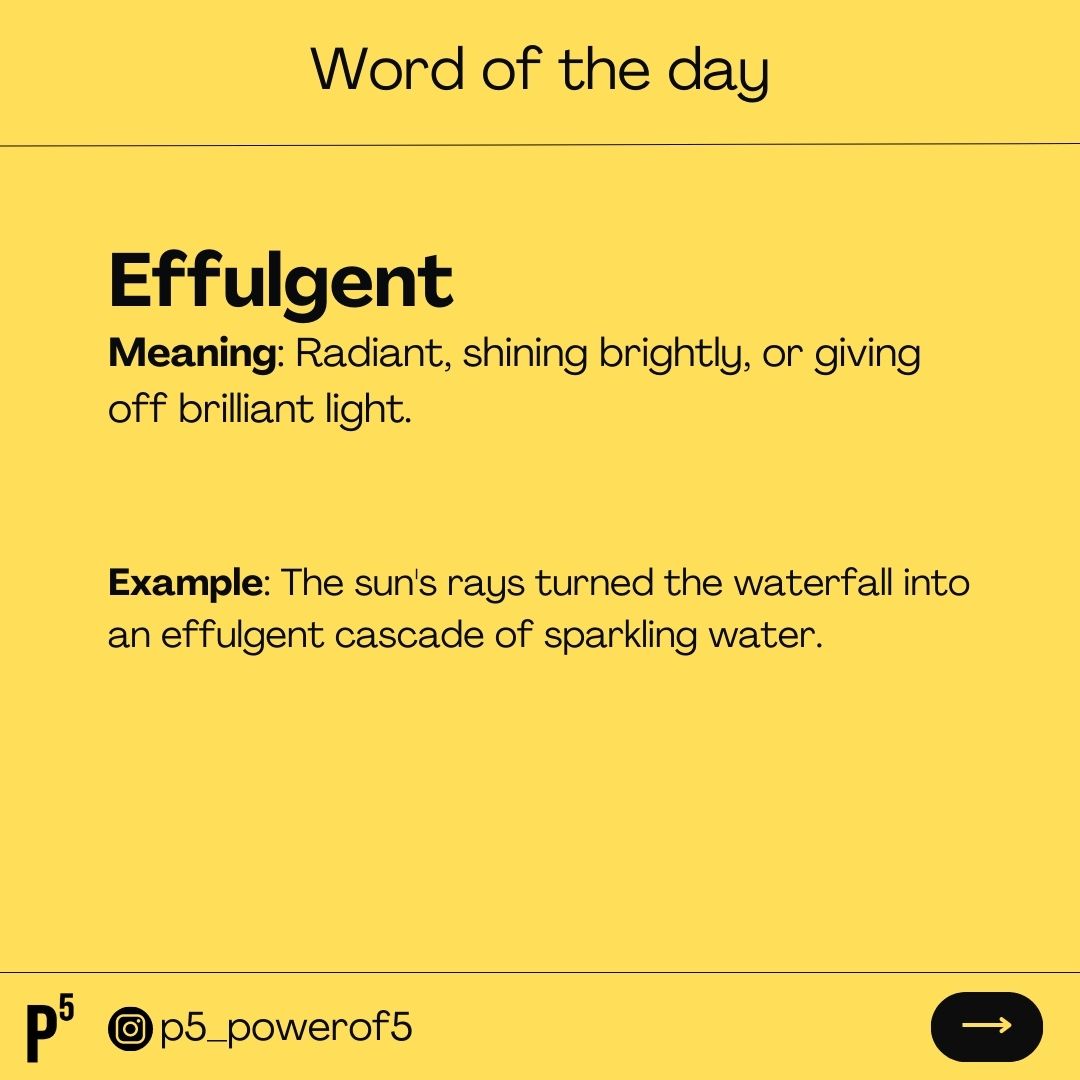 Word of the day
Effulgent
Meaning: Radiant, shining brightly, or giving
off brilliant light.
Example: The sun's rays turned the waterfall into
an effulgent cascade of sparkling water.
P⁵ p5_powerof5